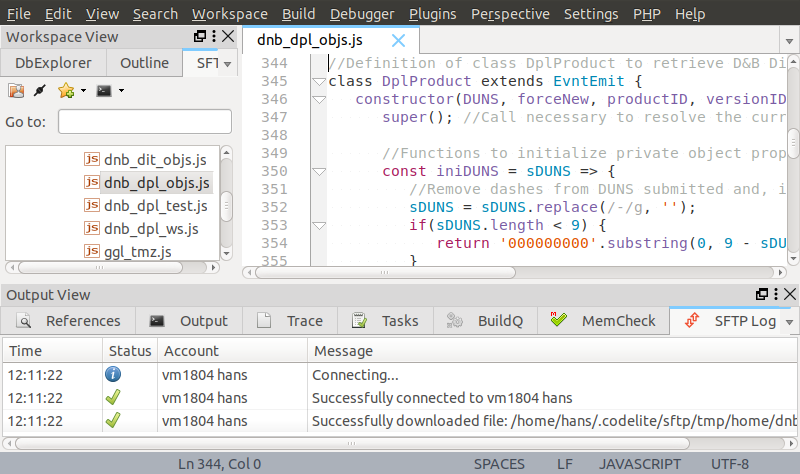 File Edit View Search Workspace Build Debugger Plugins Perspective Settings PHP Help
Workspace View
DbExplorer Outline SFT
Go to:
dnb_dit_objs.js
dnb_dpl_objs.js
dnb_dpl_test.js
dnb_dpl_ws.js
ggl_tmz.js
dnb_dpl_objs.js
344 //Definition of class DplProduct to retrieve D&B Di
345 class DplProduct extends EvntEmit {
346 constructor(DUNS, forceNew, productID, versionID
347 super(); //Call necessary to resolve the curr
348
349 //Functions to initialize private object prop
350 const iniDUNS = sDUNS => {
351 //Remove dashes from DUNS submitted and, i
352 sDUNS = sDUNS.replace(/-/g, '');
353 if(sDUNS.length < 9) {
354 return '000000000'.substring(0, 9 - sDU
355 }
Output View
References Output Trace Tasks BuildQ MemCheck SFTP Log
Time Status Account Message
12:11:22 vm1804 hans Connecting...
12:11:22 vm1804 hans Successfully connected to vm1804 hans
12:11:22 vm1804 hans Successfully downloaded file: /home/hans/.codelite/sftp/tmp/home/dnb
Ln 344, Col 0 SPACES LF JAVASCRIPT UTF-8